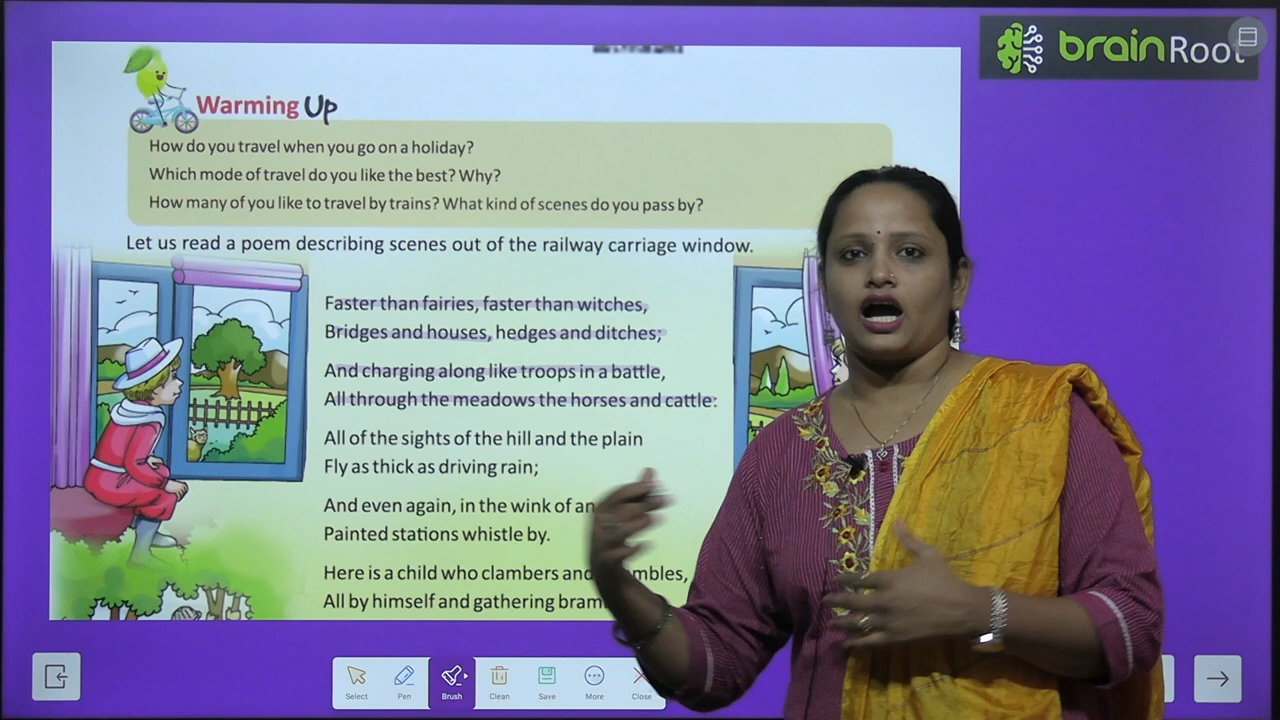 brainRoot
Warming Up
How do you travel when you go on a holiday?
Which mode of travel do you like the best? Why?
How many of you like to travel by trains? What kind of scenes do you pass by?
Let us read a poem describing scenes out of the railway carriage window.
Faster than fairies, faster than witches,
Bridges and houses, hedges and ditches;
And charging along like troops in a battle,
All through the meadows the horses and cattle:
All of the sights of the hill and the plain
Fly as thick as driving rain;
And even again, in the wink of an
Painted stations whistle by.
Here is a child who clambers and
All by himself and gathering
Select Pen Brush Clean Save More Close